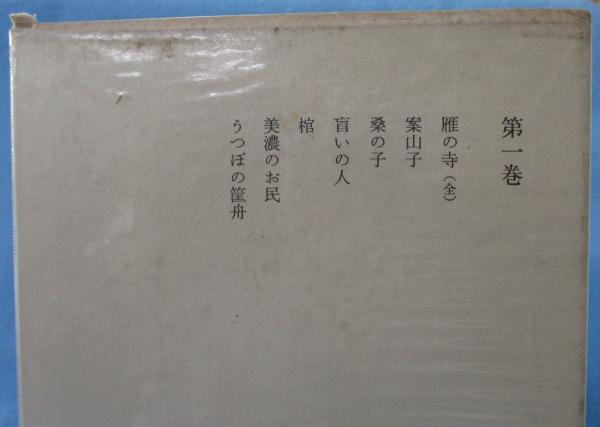 第一巻
雁の寺(全)
案山子
桑の子
盲いの人
棺
美濃のお民
うつぼの筐舟